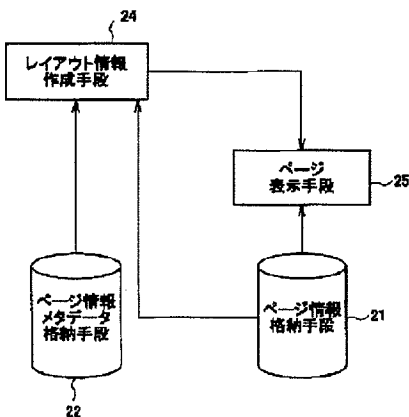 24
レイアウト情報
作成手段
ページ
表示手段
25
ページ情報
メタデータ
格納手段
22
ページ情報
格納手段
21